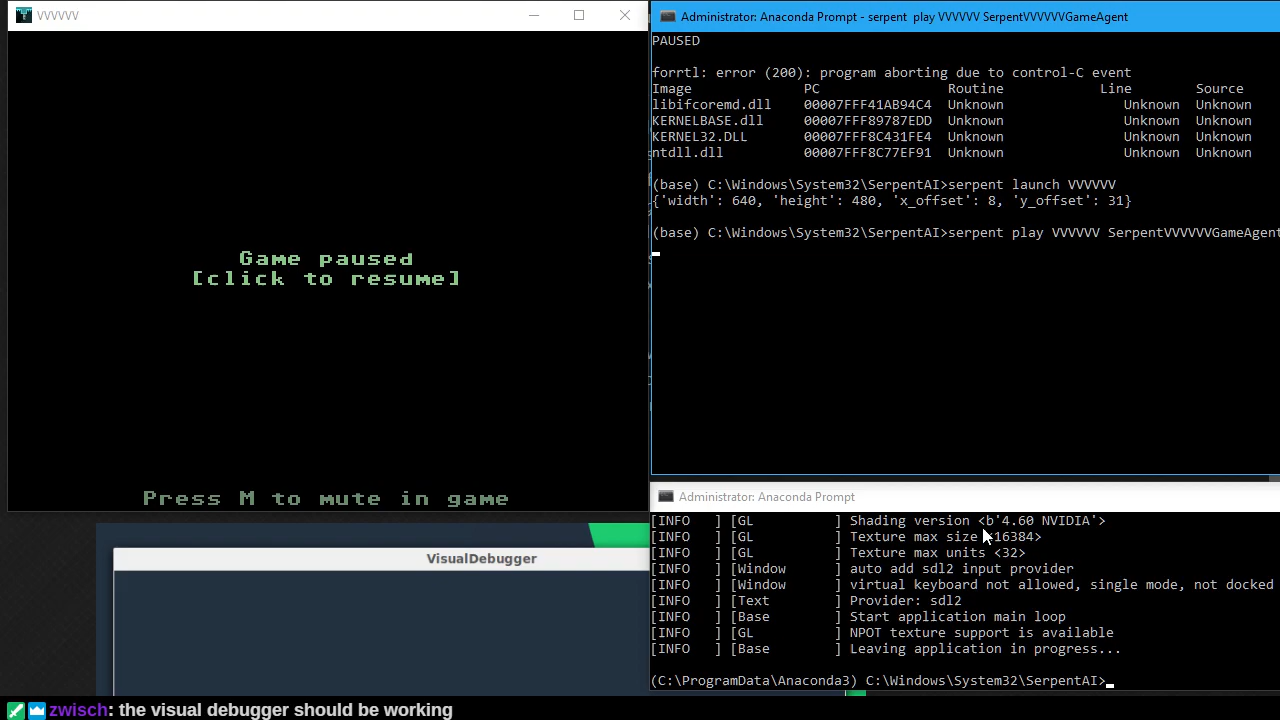 VVVVVV
Game paused
[click to resume]
Press M to mute in game
Administrator: Anaconda Prompt - serpent  play VVVVVV SerpentVVVVVVGameAgent
PAUSED
forrtl: error (200): program aborting due to control-C event
Image PC Routine Line Source
libifcoremd.dll 00007FFF41AB94C4 Unknown Unknown Unknown
KERNELBASE.dll 00007FFF89787EDD Unknown Unknown Unknown
KERNEL32.DLL 00007FFF8C431FE4 Unknown Unknown Unknown
ntdll.dll 00007FFF8C77EF91 Unknown Unknown Unknown
(base) C:\Windows\System32\SerpentAI>serpent launch VVVVVV
{'width': 640, 'height': 480, 'x_offset': 8, 'y_offset': 31}
(base) C:\Windows\System32\SerpentAI>serpent play VVVVVV SerpentVVVVVVGameAgent
Administrator: Anaconda Prompt
[INFO ] [GL ] Shading version <b'4.60 NVIDIA'>
[INFO ] [GL ] Texture max size <16384>
[INFO ] [GL ] Texture max units <32>
[INFO ] [Window ] auto add sdl2 input provider
[INFO ] [Window ] virtual keyboard not allowed, single mode, not docked
[INFO ] [Text ] Provider: sdl2
[INFO ] [Base ] Start application main loop
[INFO ] [GL ] NPOT texture support is available
[INFO ] [Base ] Leaving application in progress...
(C:\ProgramData\Anaconda3) C:\Windows\System32\SerpentAI>
VisualDebugger
zwisch: the visual debugger should be working